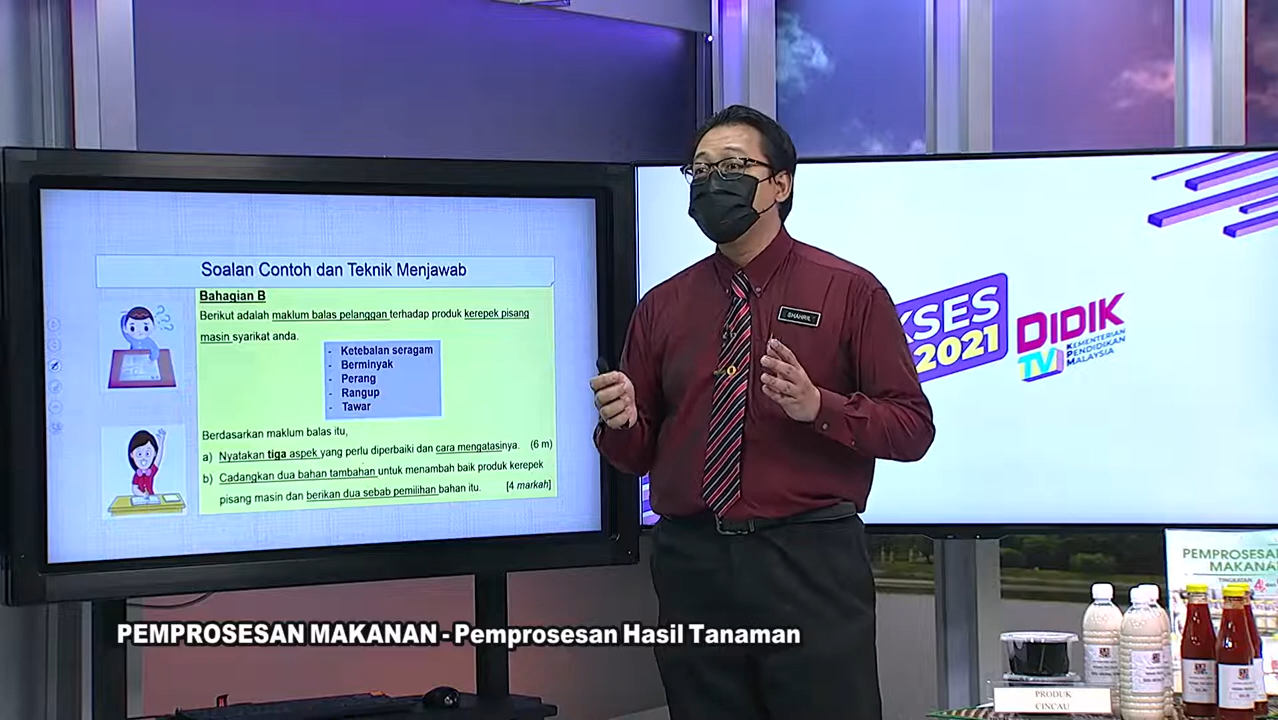 Soalan Contoh dan Teknik Menjawab
Bahagian B
Berikut adalah maklum balas pelanggan terhadap produk kerepek pisang
masin syarikat anda.
- Ketebalan seragam
- Berminyak
- Perang
- Rangup
- Tawar
Berdasarkan maklum balas itu,
a) Nyatakan tiga aspek yang perlu diperbaiki dan cara mengatasinya. (6 m)
b) Cadangkan dua bahan tambahan untuk menambah baik produk kerepek
pisang masin dan berikan dua sebab pemilihan bahan itu. [4 markah]
SHAHRIL
KSES
2021
DIDIK
TV
KEMENTERIAN
PENDIDIKAN
MALAYSIA
PEMPROSESAN
MAKANAN
TINGKATAN
PRODUK
CINCAU
PEMPROSESAN MAKANAN - Pemprosesan Hasil Tanaman